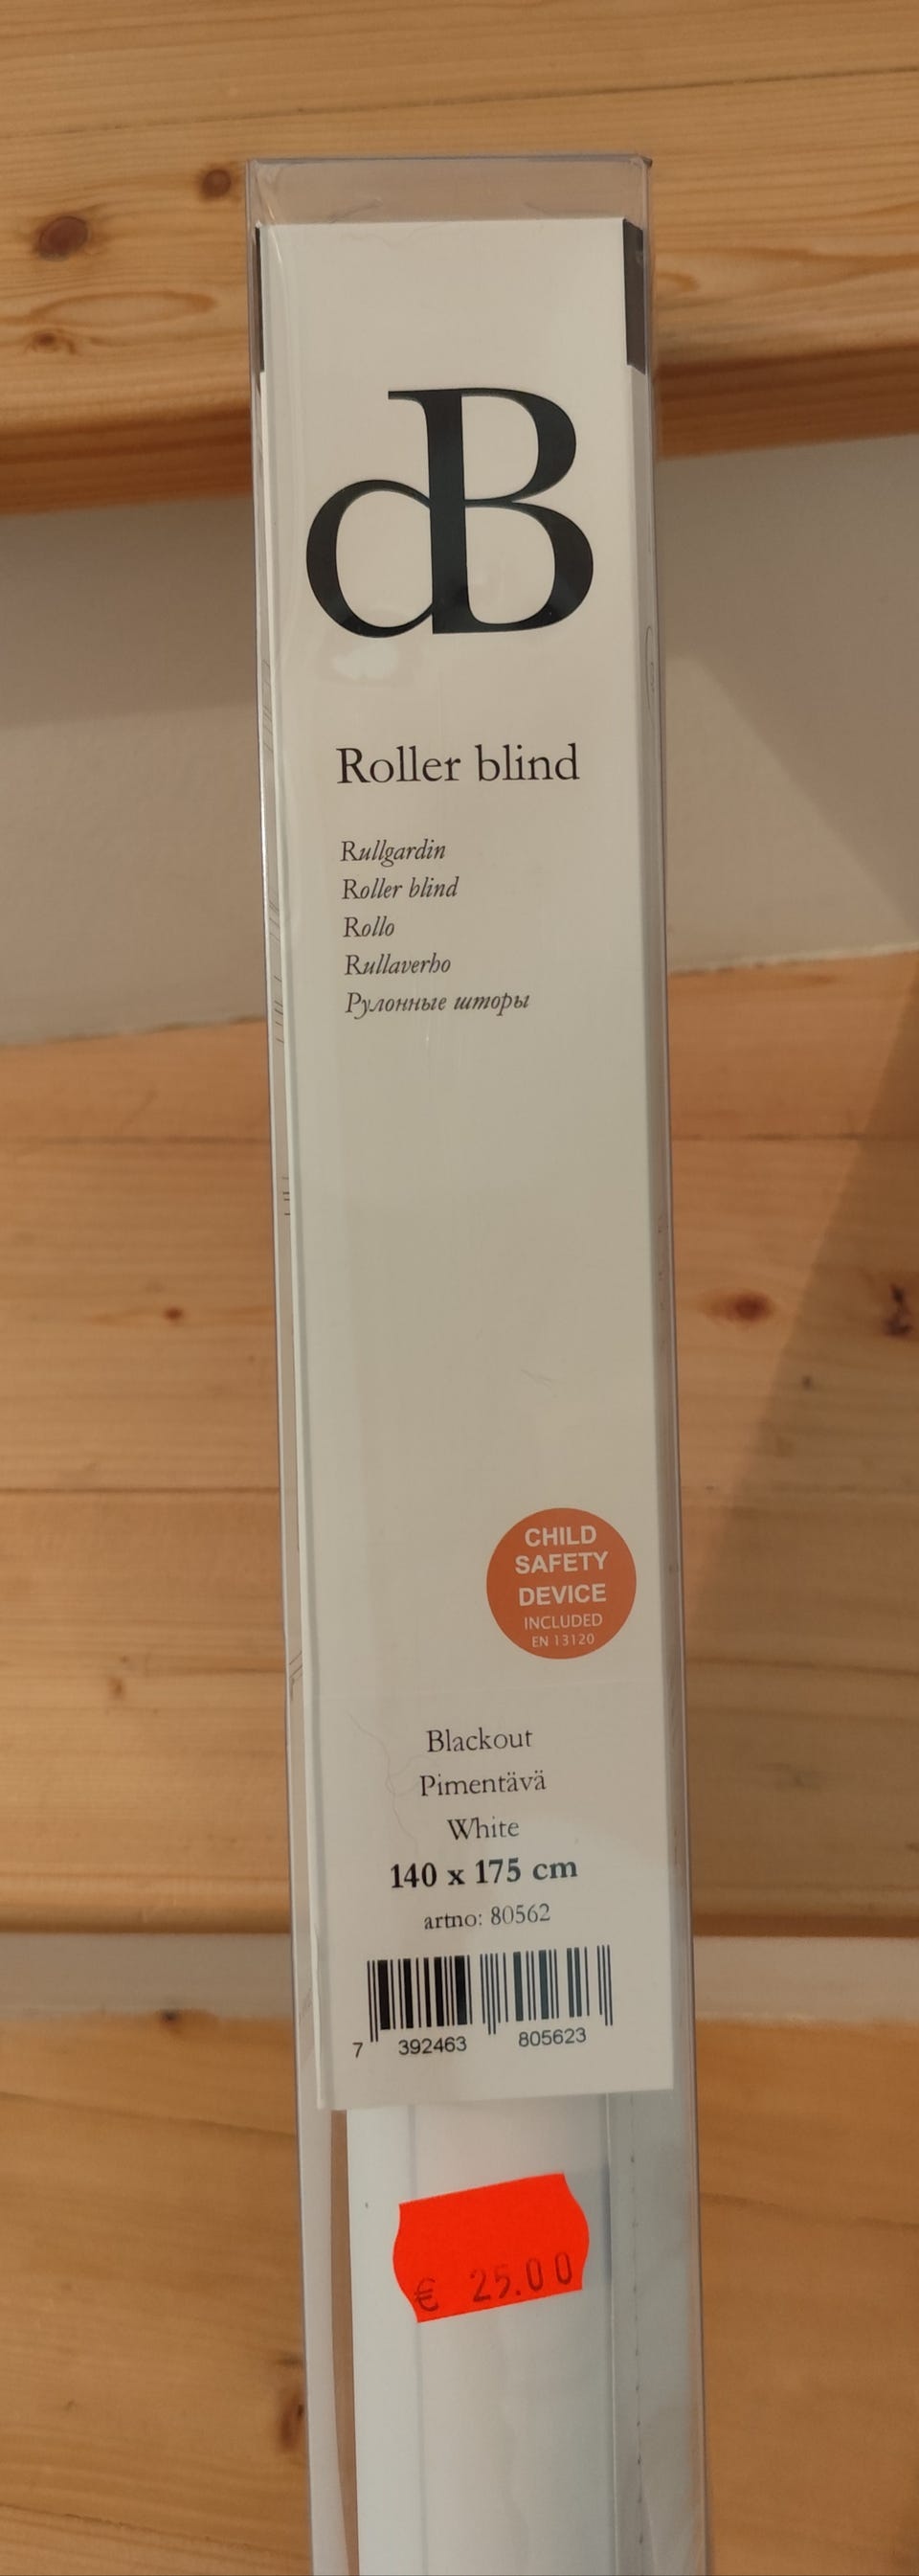 dB
Roller blind
Rullgardin
Roller blind
Rollo
Rullaverho
Рулонные шторы
CHILD
SAFETY
DEVICE
INCLUDED
EN 13120
Blackout
Pimentävä
White
140 x 175 cm
artno: 80562
7 392463 805623
€ 25.00